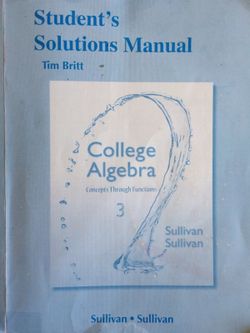 Student's
Solutions Manual
Tim Britt
College
Algebra
Concepts Through Functions
3
Sullivan
Sullivan
Sullivan • Sullivan